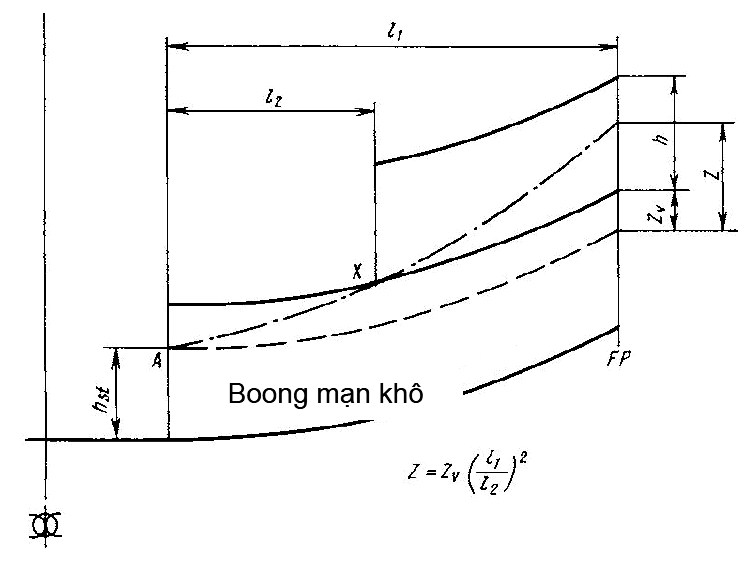 l₁
l₂
h
Z
Zᵥ
X
A
FP
hst
Boong mạn khô
Z = Zᵥ (l₁/l₂)²